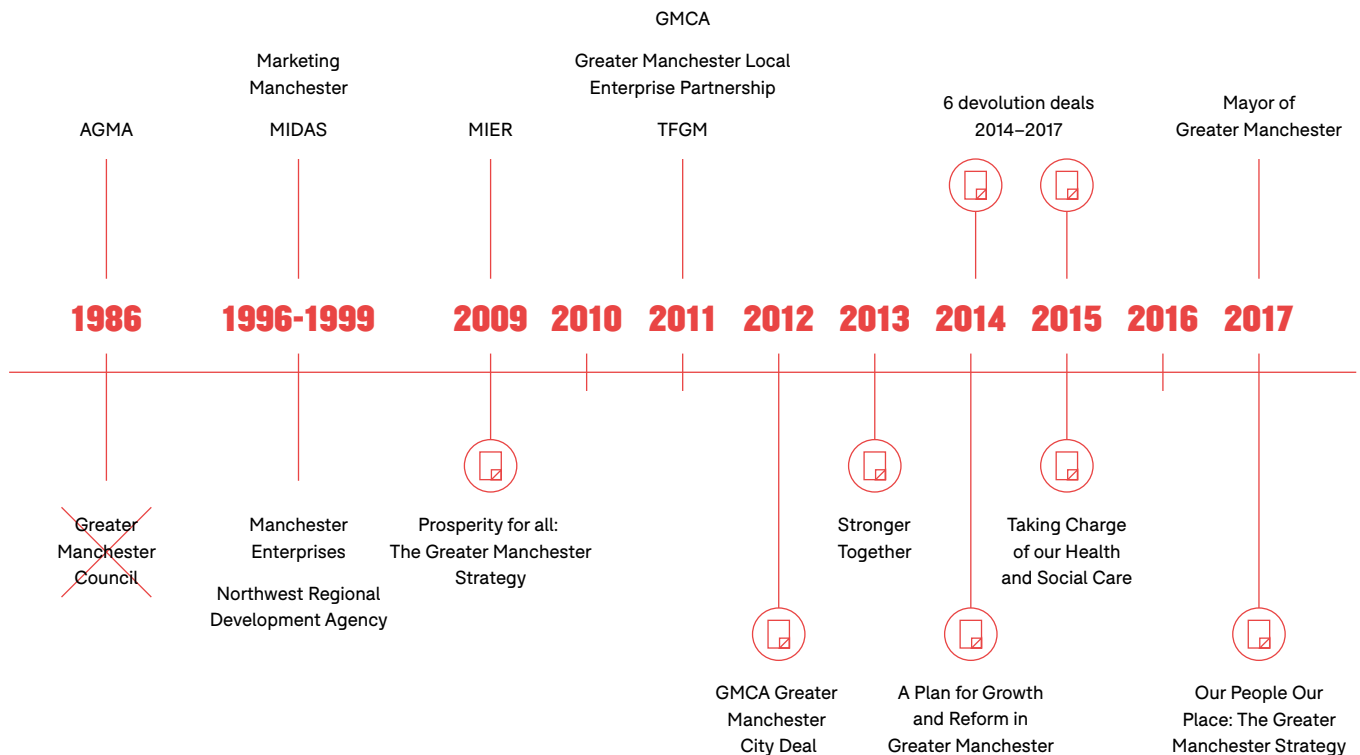 GMCA
Marketing
Manchester
Greater Manchester Local
Enterprise Partnership
6 devolution deals
2014–2017
Mayor of
Greater Manchester
AGMA
MIDAS
MIER
TFGM
1986
1996-1999
2009
2010
2011
2012
2013
2014
2015
2016
2017
Greater
Manchester
Council
Manchester
Enterprises
Northwest Regional
Development Agency
Prosperity for all:
The Greater Manchester
Strategy
Stronger
Together
Taking Charge
of our Health
and Social Care
GMCA Greater
Manchester
City Deal
A Plan for Growth
and Reform in
Greater Manchester
Our People Our
Place: The Greater
Manchester Strategy